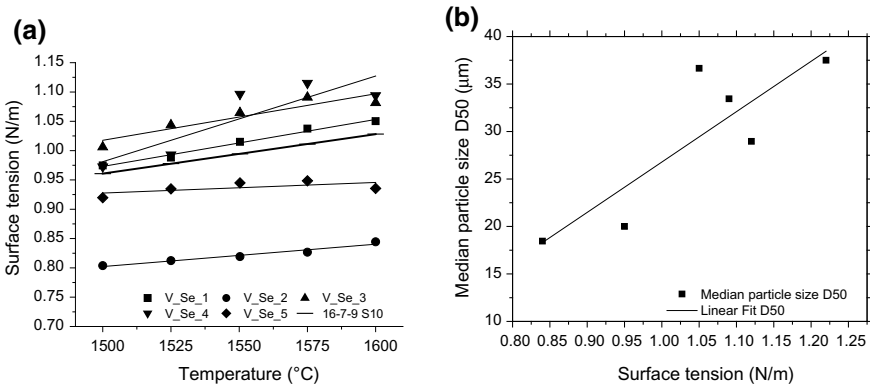 (a)
Surface tension (N/m)
1.15
1.10
1.05
1.00
0.95
0.90
0.85
0.80
0.75
0.70
V_Se_1 V_Se_2 V_Se_3
V_Se_4 V_Se_5 16-7-9 S10
1500 1525 1550 1575 1600
Temperature (°C)
(b)
Median particle size D50 (μm)
40
35
30
25
20
15
10
Median particle size D50
Linear Fit D50
0.80 0.85 0.90 0.95 1.00 1.05 1.10 1.15 1.20 1.25
Surface tension (N/m)